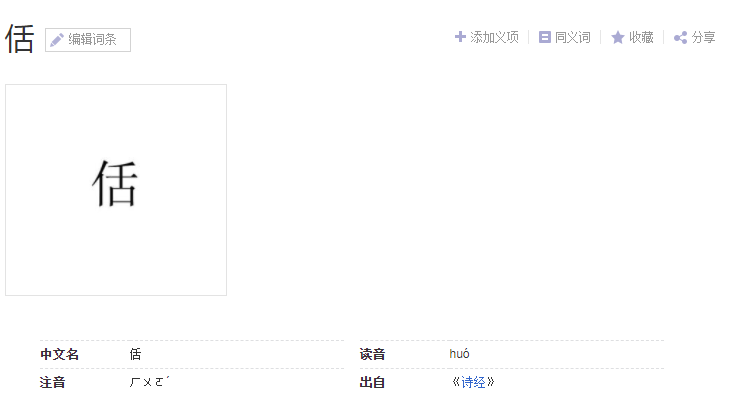 佸 编辑词条 添加义项 同义词 收藏 分享
佸
中文名 佸 读音 huó
注音 ㄏㄨㄛˊ 出自 《诗经》